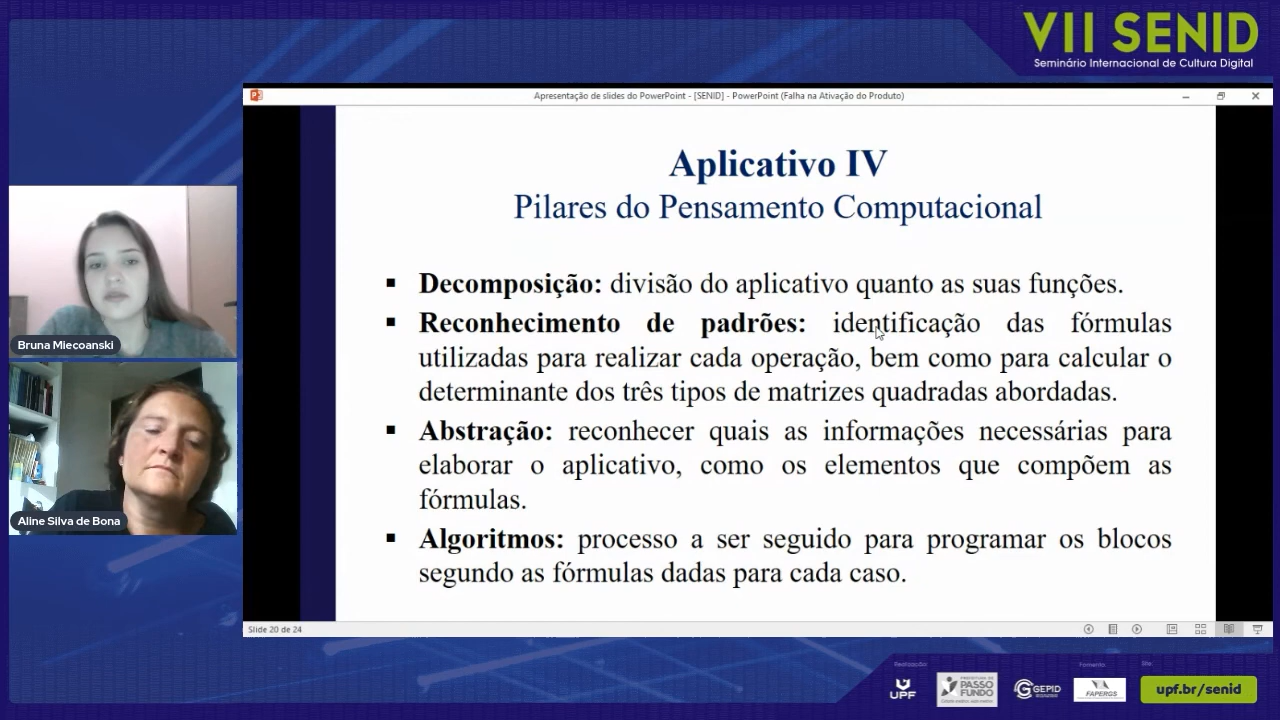 VII SENID
Seminário Internacional de Cultura Digital
Apresentação de slides do PowerPoint - [SENID] - PowerPoint (Falha na Ativação do Produto)
Aplicativo IV
Pilares do Pensamento Computacional
Decomposição: divisão do aplicativo quanto as suas funções.
Reconhecimento de padrões: identificação das fórmulas
utilizadas para realizar cada operação, bem como para calcular o
determinante dos três tipos de matrizes quadradas abordadas.
Abstração: reconhecer quais as informações necessárias para
elaborar o aplicativo, como os elementos que compõem as
fórmulas.
Algoritmos: processo a ser seguido para programar os blocos
segundo as fórmulas dadas para cada caso.
Bruna Miecoanski
Aline Silva de Bona
Slide 20 de 24
Realização:
UPF
PASSO
FUNDO
GEPID
Fomento:
FAPERGS
Site:
upf.br/senid